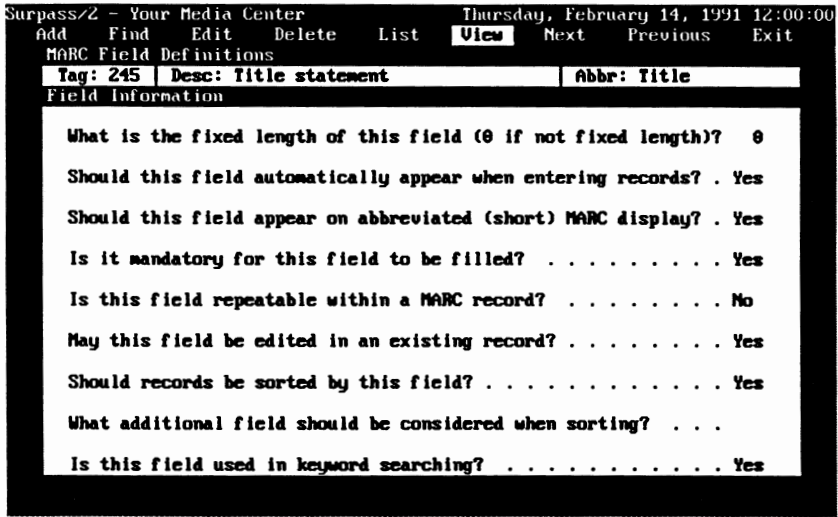 Surpass/2 - Your Media Center Thursday, February 14, 1991 12:00:00
Add Find Edit Delete List View Next Previous Exit
MARC Field Definitions
Tag: 245 Desc: Title statement Abbr: Title
Field Information
What is the fixed length of this field (0 if not fixed length)? 0
Should this field automatically appear when entering records? . Yes
Should this field appear on abbreviated (short) MARC display? . Yes
Is it mandatory for this field to be filled? . . . . . . . . . Yes
Is this field repeatable within a MARC record? . . . . . . . . No
May this field be edited in an existing record? . . . . . . . . Yes
Should records be sorted by this field? . . . . . . . . . . . . Yes
What additional field should be considered when sorting? . . .
Is this field used in keyword searching? . . . . . . . . . . . Yes